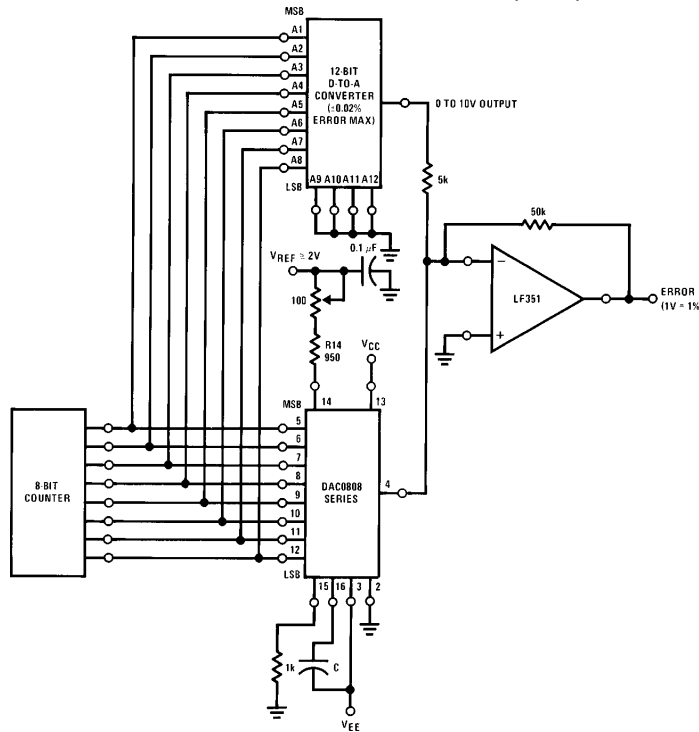 MSB
A1
A2
A3
A4
A5
A6
A7
A8
LSB
12-BIT
D-TO-A
CONVERTER
(±0.02%
ERROR MAX)
A9 A10 A11 A12
0 TO 10V OUTPUT
5k
50k
0.1 µF
VREF ≅ 2V
100
R14
950
VCC
LF351
−
+
ERROR
(1V = 1%
14
13
MSB
5
6
7
8
9
10
11
12
LSB
8-BIT
COUNTER
DAC0808
SERIES
4
15 16 3 2
1k
C
VEE